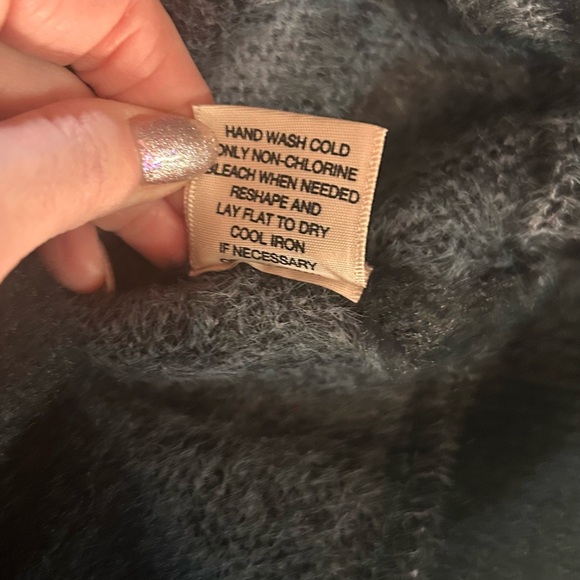 HAND WASH COLD
ONLY NON-CHLORINE
BLEACH WHEN NEEDED
RESHAPE AND
LAY FLAT TO DRY
COOL IRON
IF NECESSARY